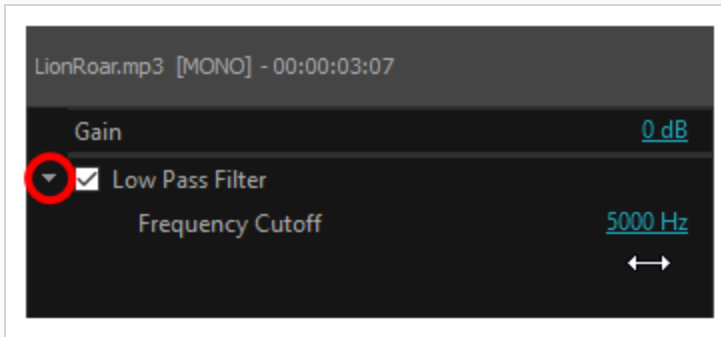 LionRoar.mp3 [MONO] - 00:00:03:07
Gain 0 dB
Low Pass Filter
Frequency Cutoff 5000 Hz